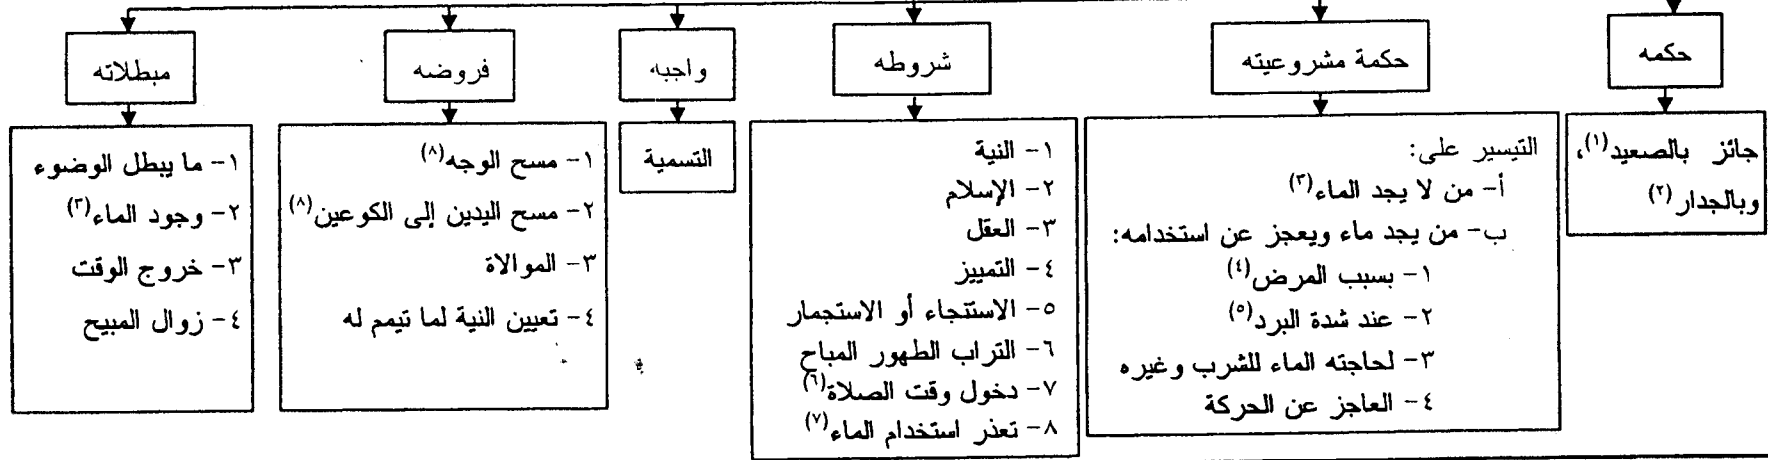 حكمه
جائز بالصعيد(١)،
وبالجدار(٢)
حكمة مشروعيته
التيسير على:
أ- من لا يجد الماء(٣)
ب- من يجد ماء ويعجز عن استخدامه:
١- بسبب المرض(٤)
٢- عند شدة البرد(٥)
٣- لحاجته الماء للشرب وغيره
٤- العاجز عن الحركة
شروطه
١- النية
٢- الإسلام
٣- العقل
٤- التمييز
٥- الاستنجاء أو الاستجمار
٦- التراب الطهور المباح
٧- دخول وقت الصلاة(٦)
٨- تعذر استخدام الماء(٧)
واجبه
التسمية
فروضه
١- مسح الوجه(٨)
٢- مسح اليدين إلى الكوعين(٨)
٣- الموالاة
٤- تعيين النية لما تيمم له
مبطلاته
١- ما يبطل الوضوء
٢- وجود الماء(٣)
٣- خروج الوقت
٤- زوال المبيح